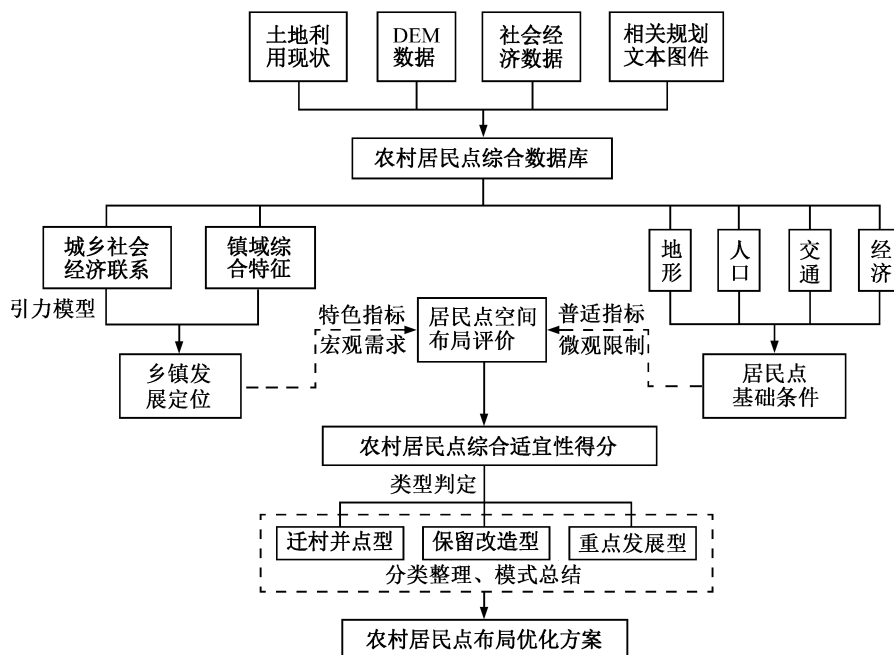 土地利
用现状
DEM
数据
社会经
济数据
相关规划
文本图件
农村居民点综合数据库
城乡社会
经济联系
镇域综
合特征
地
形
人
口
交
通
经
济
引力模型
特色指标
宏观需求
居民点空间
布局评价
普适指标
微观限制
乡镇发
展定位
居民点
基础条件
农村居民点综合适宜性得分
类型判定
迁村并点型
保留改造型
重点发展型
分类整理、模式总结
农村居民点布局优化方案